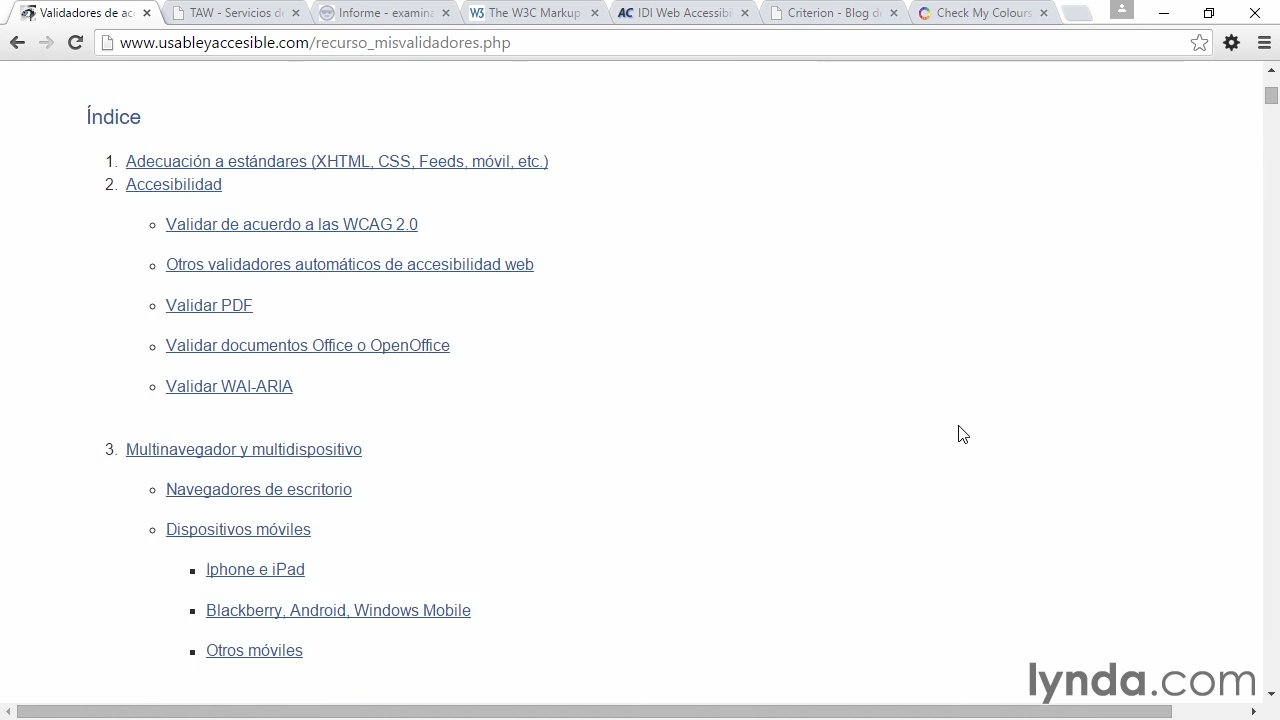 Validadores de ac
TAW - Servicios d
Informe - examina
The W3C Markup
IDI Web Accessib
Criterion - Blog d
Check My Colours
www.usableyaccesible.com/recurso_misvalidadores.php
Índice
1. Adecuación a estándares (XHTML, CSS, Feeds, móvil, etc.)
2. Accesibilidad
Validar de acuerdo a las WCAG 2.0
Otros validadores automáticos de accesibilidad web
Validar PDF
Validar documentos Office o OpenOffice
Validar WAI-ARIA
3. Multinavegador y multidispositivo
Navegadores de escritorio
Dispositivos móviles
Iphone e iPad
Blackberry, Android, Windows Mobile
Otros móviles
lynda.com